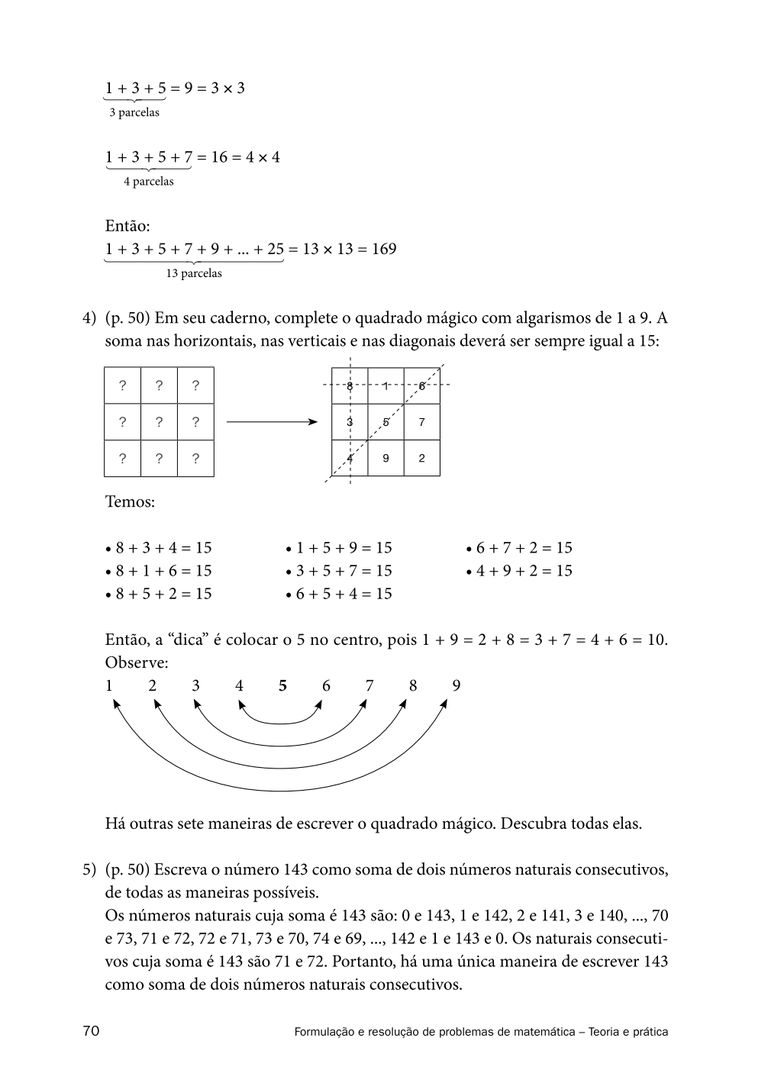 1 + 3 + 5 = 9 = 3 × 3
3 parcelas
1 + 3 + 5 + 7 = 16 = 4 × 4
4 parcelas
Então:
1 + 3 + 5 + 7 + 9 + ... + 25 = 13 × 13 = 169
13 parcelas
4) (p. 50) Em seu caderno, complete o quadrado mágico com algarismos de 1 a 9. A
soma nas horizontais, nas verticais e nas diagonais deverá ser sempre igual a 15:
? ? ? 8 1 6
? ? ? 3 5 7
? ? ? 4 9 2
Temos:
• 8 + 3 + 4 = 15 • 1 + 5 + 9 = 15 • 6 + 7 + 2 = 15
• 8 + 1 + 6 = 15 • 3 + 5 + 7 = 15 • 4 + 9 + 2 = 15
• 8 + 5 + 2 = 15 • 6 + 5 + 4 = 15
Então, a “dica” é colocar o 5 no centro, pois 1 + 9 = 2 + 8 = 3 + 7 = 4 + 6 = 10.
Observe:
1 2 3 4 5 6 7 8 9
Há outras sete maneiras de escrever o quadrado mágico. Descubra todas elas.
5) (p. 50) Escreva o número 143 como soma de dois números naturais consecutivos,
de todas as maneiras possíveis.
Os números naturais cuja soma é 143 são: 0 e 143, 1 e 142, 2 e 141, 3 e 140, ..., 70
e 73, 71 e 72, 72 e 71, 73 e 70, 74 e 69, ..., 142 e 1 e 143 e 0. Os naturais consecuti-
vos cuja soma é 143 são 71 e 72. Portanto, há uma única maneira de escrever 143
como soma de dois números naturais consecutivos.
70 Formulação e resolução de problemas de matemática – Teoria e prática